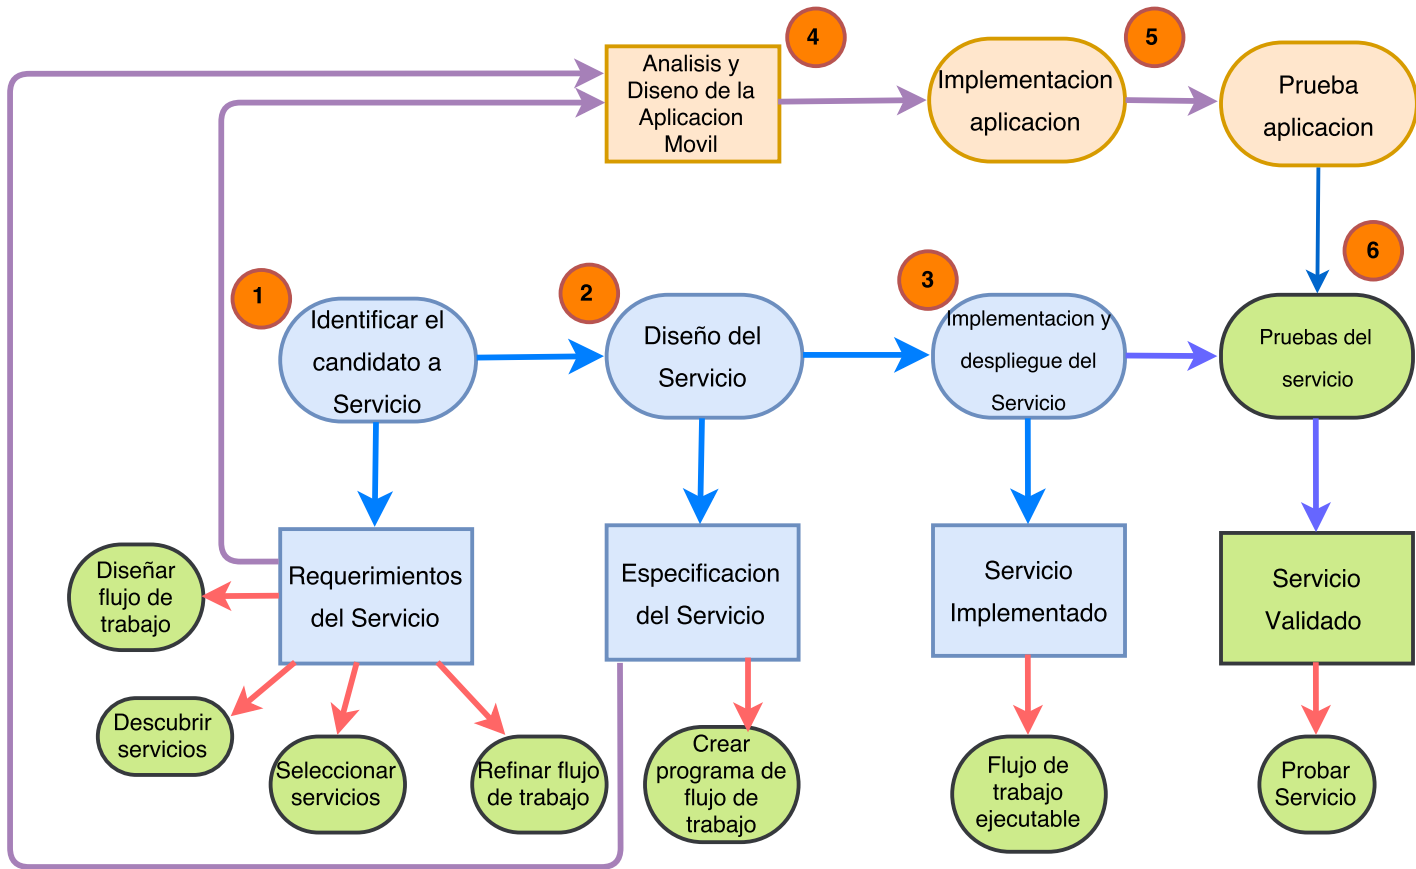 4
5
Analisis y
Diseno de la
Aplicacion
Movil
Implementacion
aplicacion
Prueba
aplicacion
6
1
2
3
Identificar el
candidato a
Servicio
Diseño del
Servicio
Implementacion y
despliegue del
Servicio
Pruebas del
servicio
Requerimientos
del Servicio
Especificacion
del Servicio
Servicio
Implementado
Servicio
Validado
Diseñar
flujo de
trabajo
Descubrir
servicios
Seleccionar
servicios
Refinar flujo
de trabajo
Crear
programa de
flujo de
trabajo
Flujo de
trabajo
ejecutable
Probar
Servicio